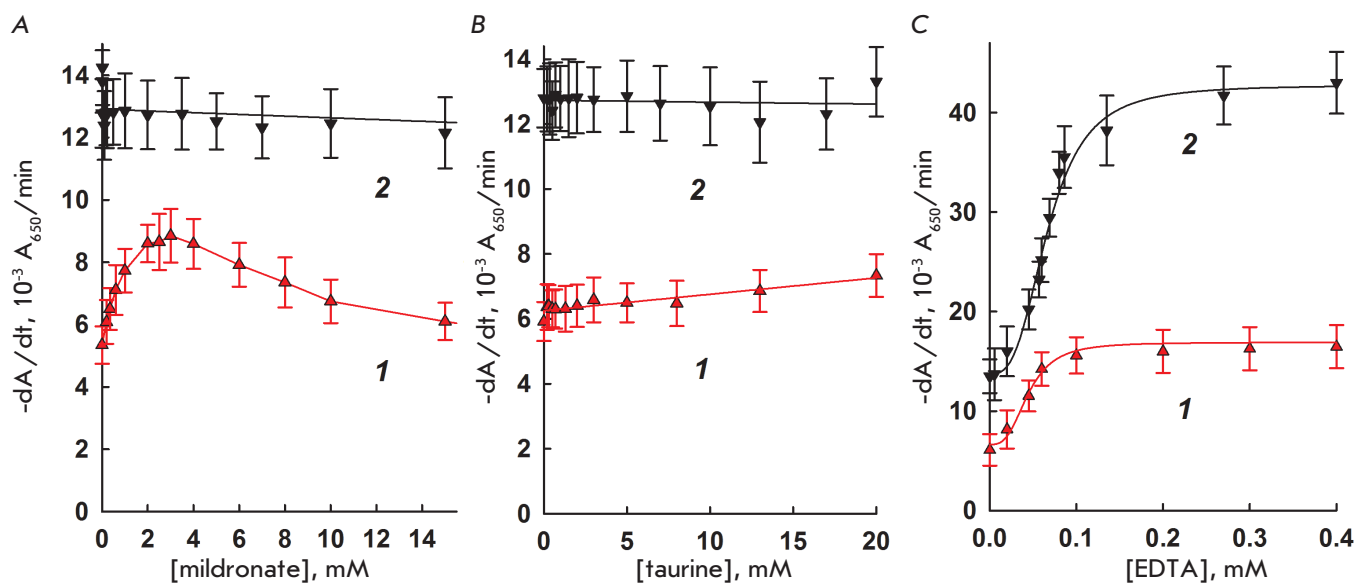 A
-dA/dt, 10⁻³ A₆₅₀/min
14
12
10
8
6
4
2
0
2
1
0 2 4 6 8 10 12 14
[mildronate], mM
B
-dA/dt, 10⁻³ A₆₅₀/min
14
12
10
8
6
4
2
0
2
1
0 5 10 15 20
[taurine], mM
C
-dA/dt, 10⁻³ A₆₅₀/min
40
30
20
10
0
2
1
0.0 0.1 0.2 0.3 0.4
[EDTA], mM